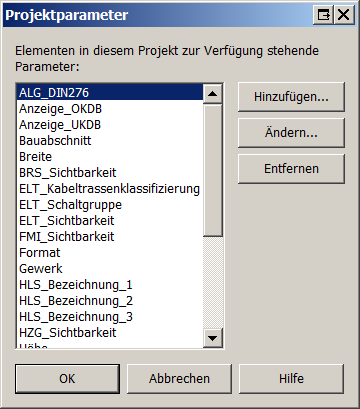 Projektparameter
Elementen in diesem Projekt zur Verfügung stehende
Parameter:
ALG_DIN276
Anzeige_OKDB
Anzeige_UKDB
Bauabschnitt
Breite
BRS_Sichtbarkeit
ELT_Kabeltrassenklassifizierung
ELT_Schaltgruppe
ELT_Sichtbarkeit
FMI_Sichtbarkeit
Format
Gewerk
HLS_Bezeichnung_1
HLS_Bezeichnung_2
HLS_Bezeichnung_3
HZG_Sichtbarkeit
Höhe
Hinzufügen...
Ändern...
Entfernen
OK
Abbrechen
Hilfe